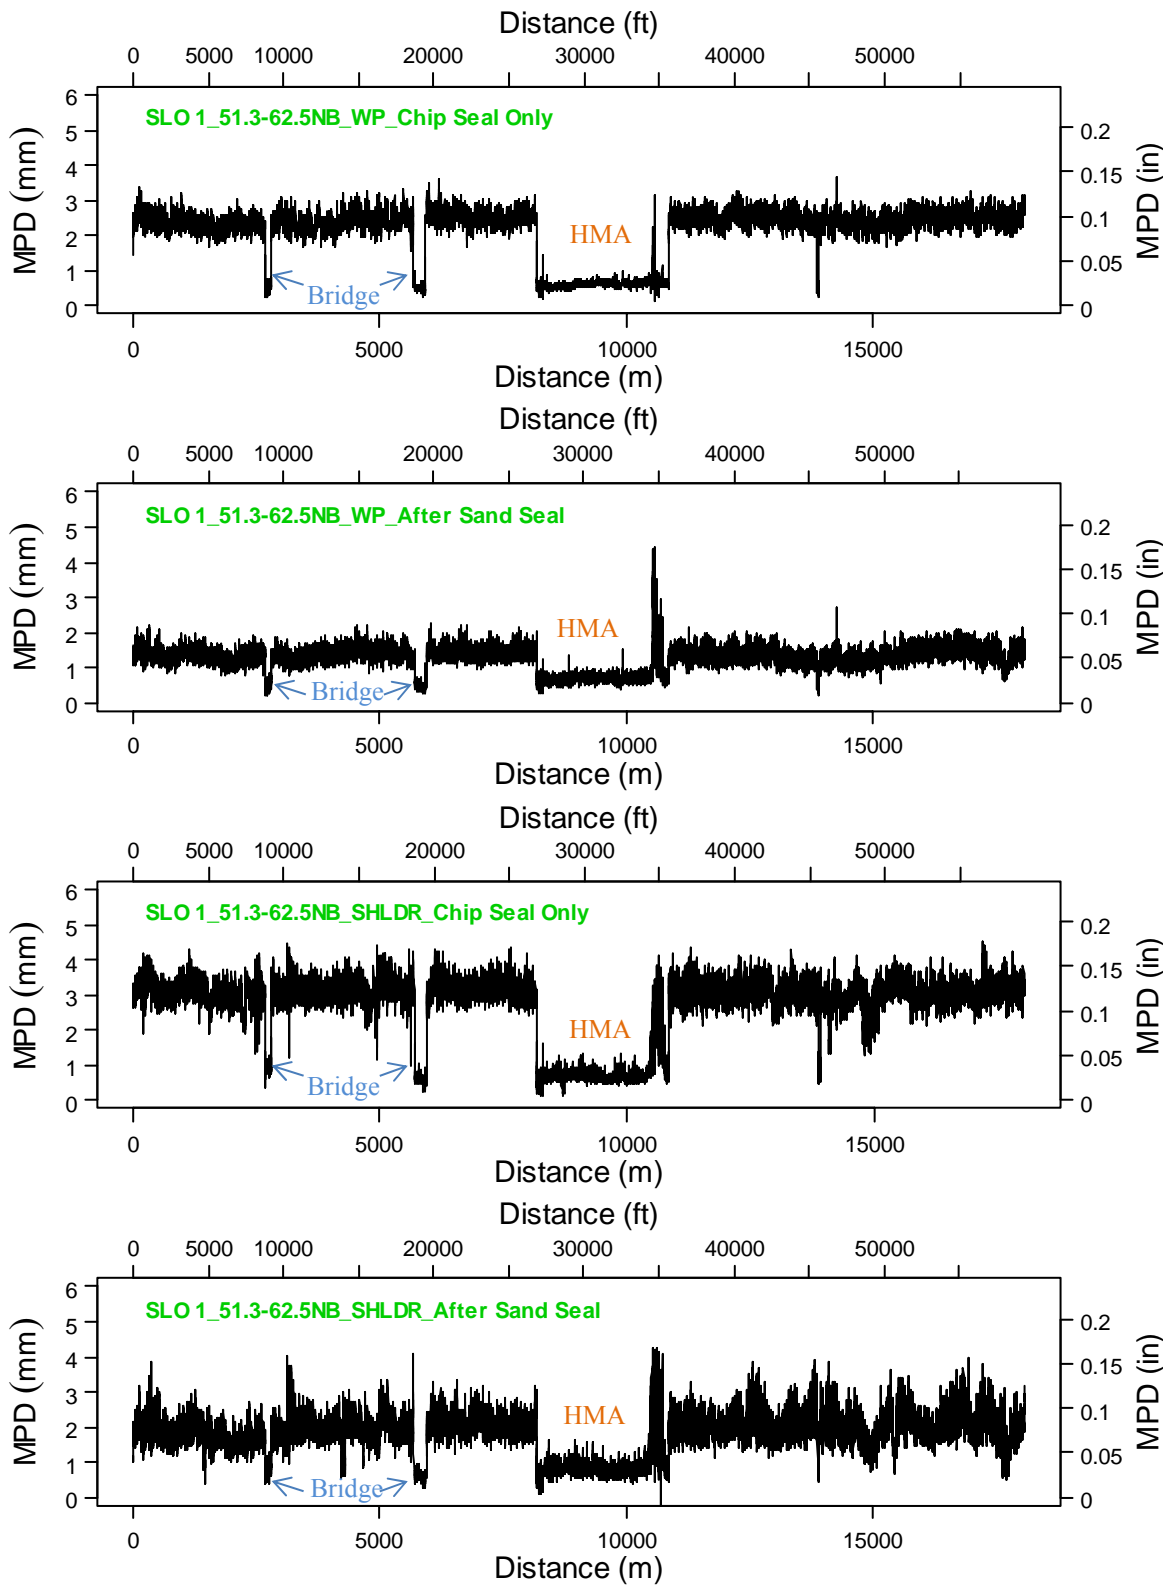 Distance (ft)
0 5000 10000 20000 30000 40000 50000
6
5
4
3
2
1
0
MPD (mm)
SLO 1_51.3-62.5NB_WP_Chip Seal Only
HMA
Bridge
0.2
0.15
0.1
0.05
0
MPD (in)
0 5000 10000 15000
Distance (m)
Distance (ft)
0 5000 10000 20000 30000 40000 50000
6
5
4
3
2
1
0
MPD (mm)
SLO 1_51.3-62.5NB_WP_After Sand Seal
HMA
Bridge
0.2
0.15
0.1
0.05
0
MPD (in)
0 5000 10000 15000
Distance (m)
Distance (ft)
0 5000 10000 20000 30000 40000 50000
6
5
4
3
2
1
0
MPD (mm)
SLO 1_51.3-62.5NB_SHLDR_Chip Seal Only
HMA
Bridge
0.2
0.15
0.1
0.05
0
MPD (in)
0 5000 10000 15000
Distance (m)
Distance (ft)
0 5000 10000 20000 30000 40000 50000
6
5
4
3
2
1
0
MPD (mm)
SLO 1_51.3-62.5NB_SHLDR_After Sand Seal
HMA
Bridge
0.2
0.15
0.1
0.05
0
MPD (in)
0 5000 10000 15000
Distance (m)